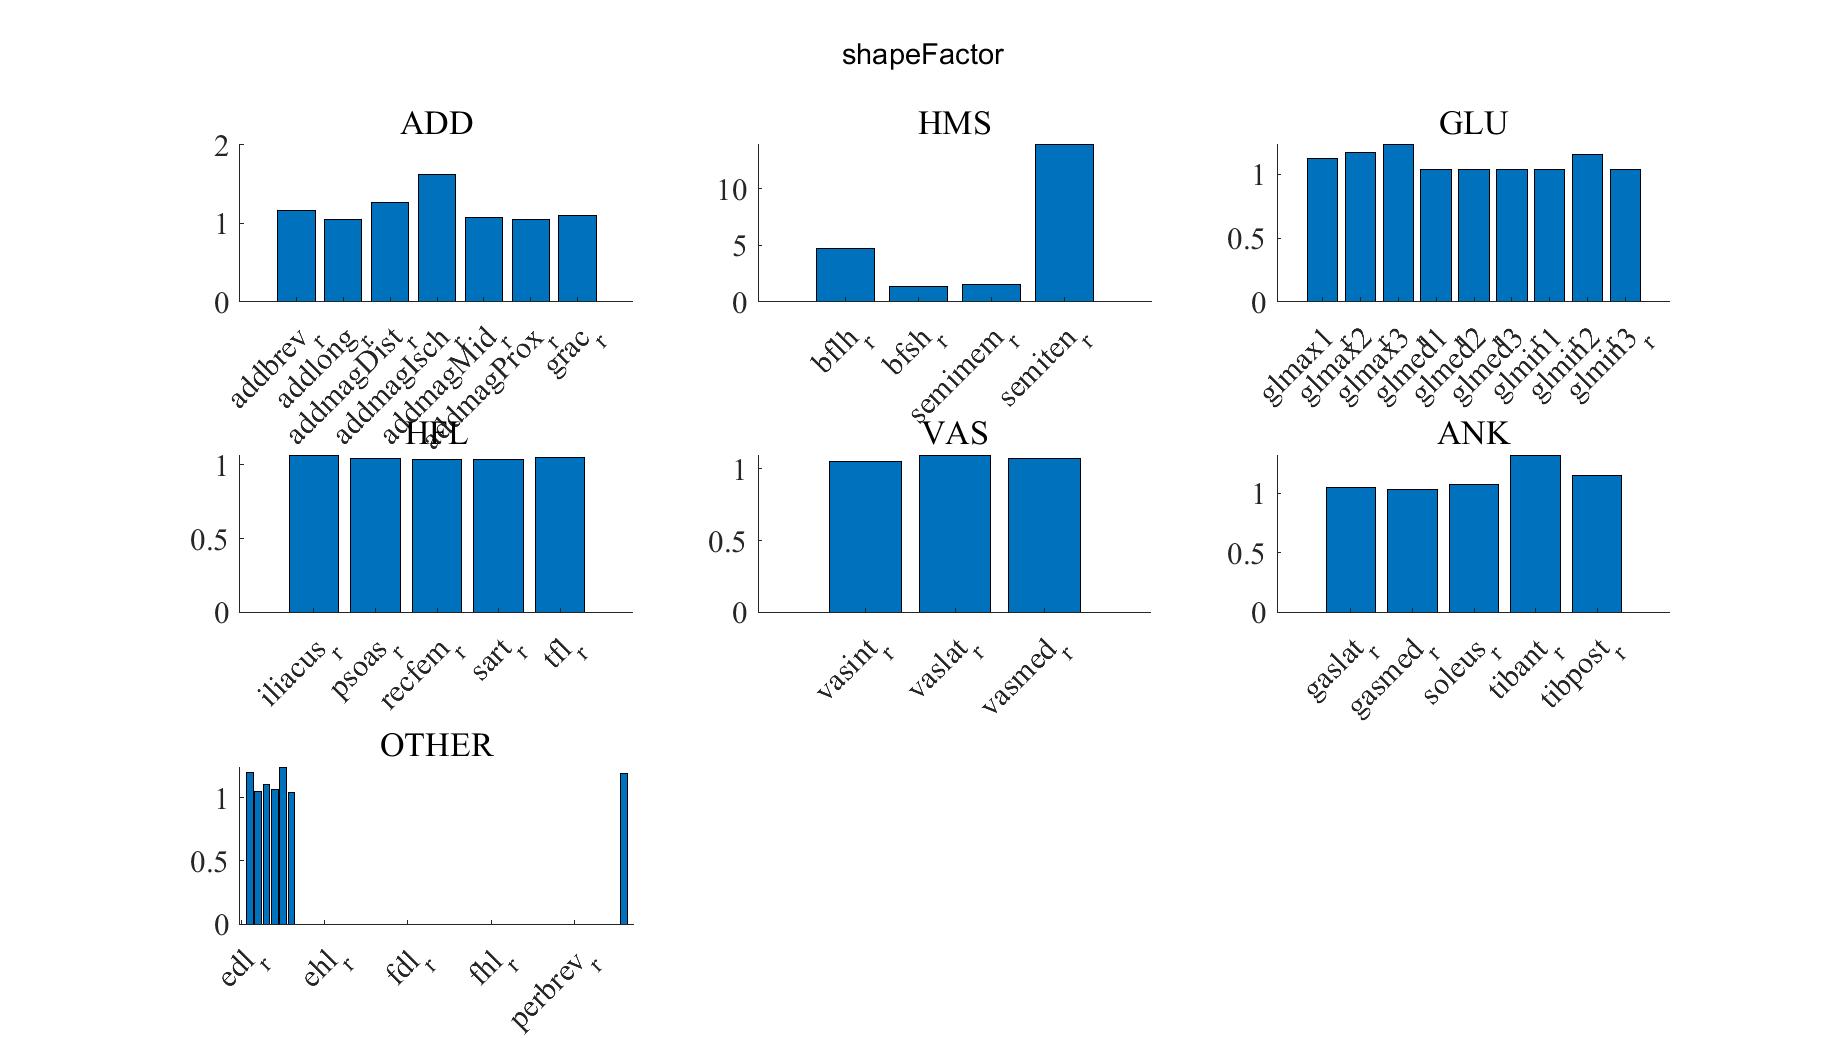 shapeFactor
ADD
2
1
0
addbrev_r
addlong_r
addmagDist_r
addmagIsch_r
addmagMid_r
addmagProx_r
grac_r
HMS
10
5
0
bflh_r
bfsh_r
semimem_r
semiten_r
GLU
1
0.5
0
glmax1_r
glmax2_r
glmax3_r
glmed1_r
glmed2_r
glmed3_r
glmin1_r
glmin2_r
glmin3_r
HFL
1
0.5
0
iliacus_r
psoas_r
recfem_r
sart_r
tfl_r
VAS
1
0.5
0
vasint_r
vaslat_r
vasmed_r
ANK
1
0.5
0
gaslat_r
gasmed_r
soleus_r
tibant_r
tibpost_r
OTHER
1
0.5
0
edl_r
ehl_r
fdl_r
fhl_r
perbrev_r